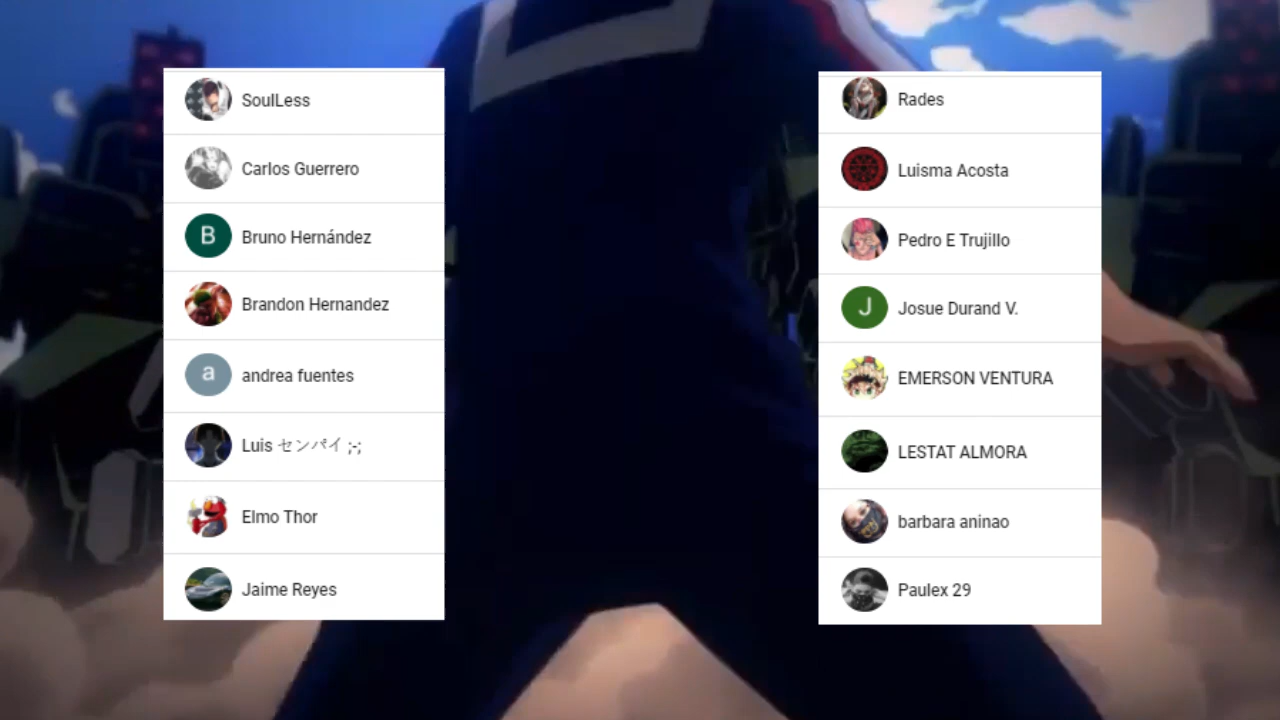 SoulLess
Carlos Guerrero
B Bruno Hernández
Brandon Hernandez
a andrea fuentes
Luis センパイ ;-;
Elmo Thor
Jaime Reyes
Rades
Luisma Acosta
Pedro E Trujillo
J Josue Durand V.
EMERSON VENTURA
LESTAT ALMORA
barbara aninao
Paulex 29